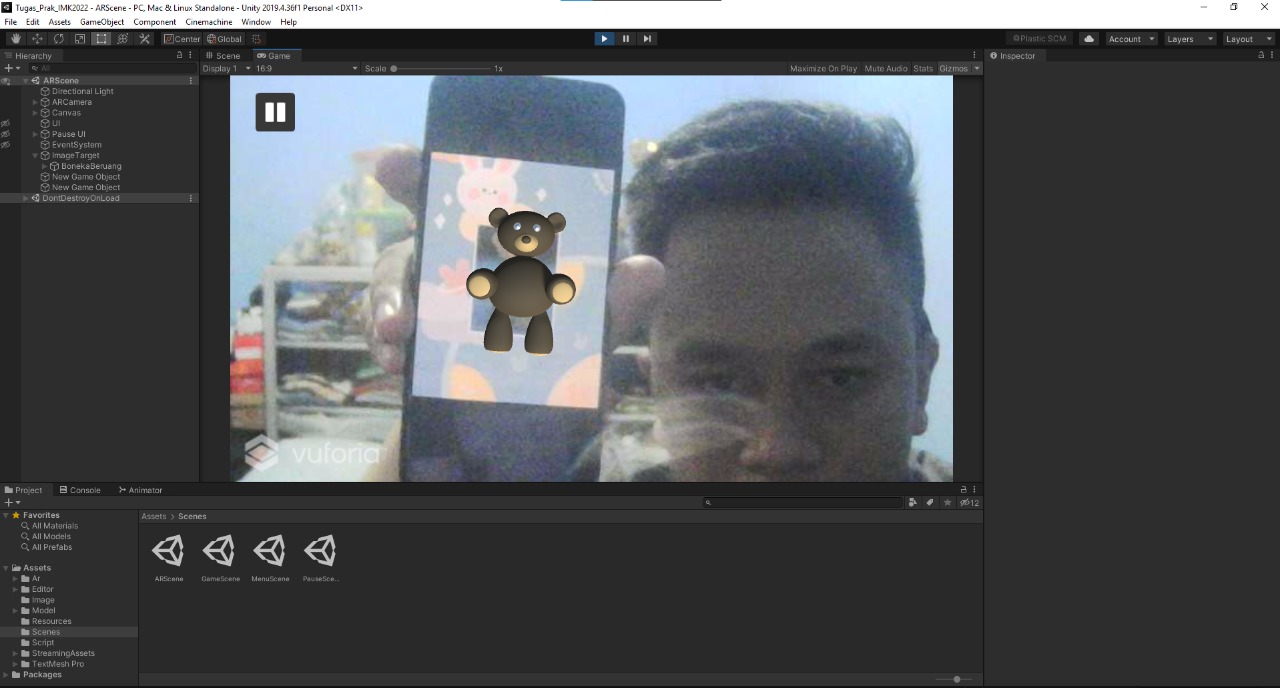 Tugas_Prak_IMK2022 - ARScene - PC, Mac & Linux Standalone - Unity 2019.4.36f1 Personal <DX11>
File Edit Assets GameObject Component Cinemachine Window Help
Center Global
Plastic SCM Account Layers Layout
Hierarchy
All
ARScene
Directional Light
ARCamera
Canvas
UI
Pause UI
EventSystem
ImageTarget
BonekaBeruang
New Game Object
New Game Object
DontDestroyOnLoad
Scene Game
Display 1 16:9 Scale 1x Maximize On Play Mute Audio Stats Gizmos
vuforia
Inspector
Project Console Animator
12
Favorites
All Materials
All Models
All Prefabs
Assets
Ar
Editor
Image
Model
Resources
Scenes
Script
StreamingAssets
TextMesh Pro
Packages
Assets > Scenes
ARScene GameScene MenuScene PauseSce...